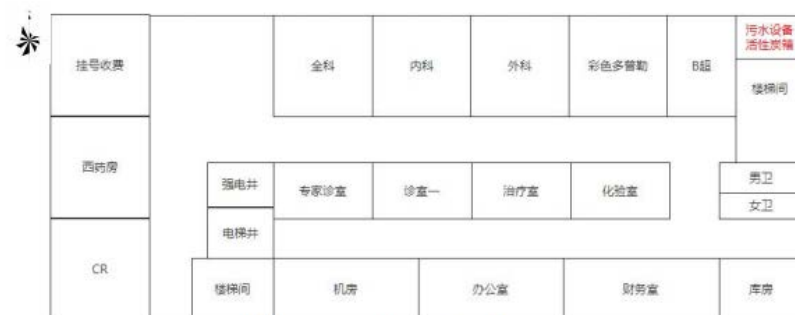 污水设备
活性炭箱
挂号收费
全科
内科
外科
彩色多普勒
B超
楼梯间
西药房
强电井
专家诊室
诊室一
治疗室
化验室
男卫
女卫
电梯井
CR
楼梯间
机房
办公室
财务室
库房